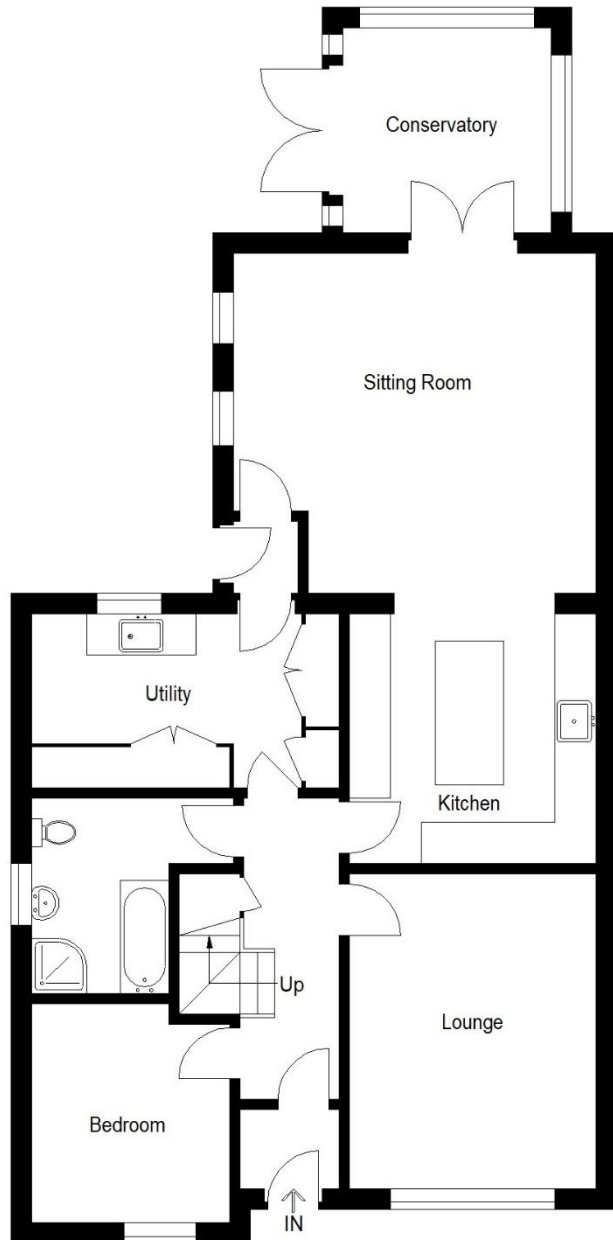 Conservatory
Sitting Room
Utility
Kitchen
Up
Lounge
Bedroom
IN